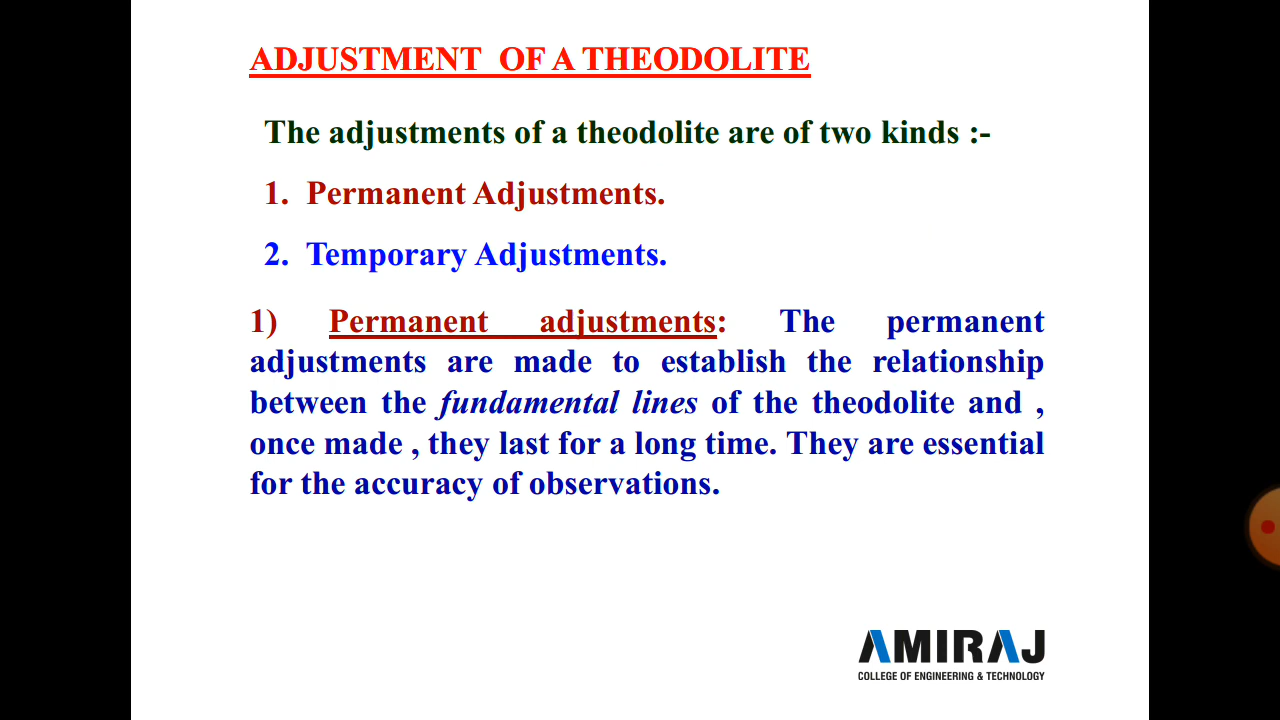 ADJUSTMENT OF A THEODOLITE
The adjustments of a theodolite are of two kinds :-
1. Permanent Adjustments.
2. Temporary Adjustments.
1) Permanent adjustments: The permanent
adjustments are made to establish the relationship
between the fundamental lines of the theodolite and ,
once made , they last for a long time. They are essential
for the accuracy of observations.
AMIRAJ
COLLEGE OF ENGINEERING & TECHNOLOGY